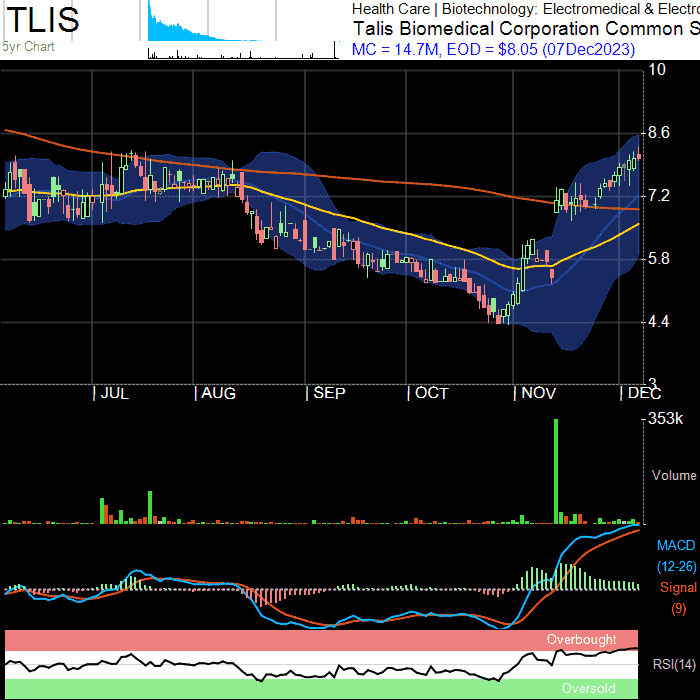 TLIS
5yr Chart
Health Care | Biotechnology: Electromedical & Electro
Talis Biomedical Corporation Common S
MC = 14.7M, EOD = $8.05 (07Dec2023)
10
8.6
7.2
5.8
4.4
3
| JUL | AUG | SEP | OCT | NOV | DEC
353k
Volume
MACD
(12-26)
Signal
(9)
Overbought
RSI(14)
Oversold